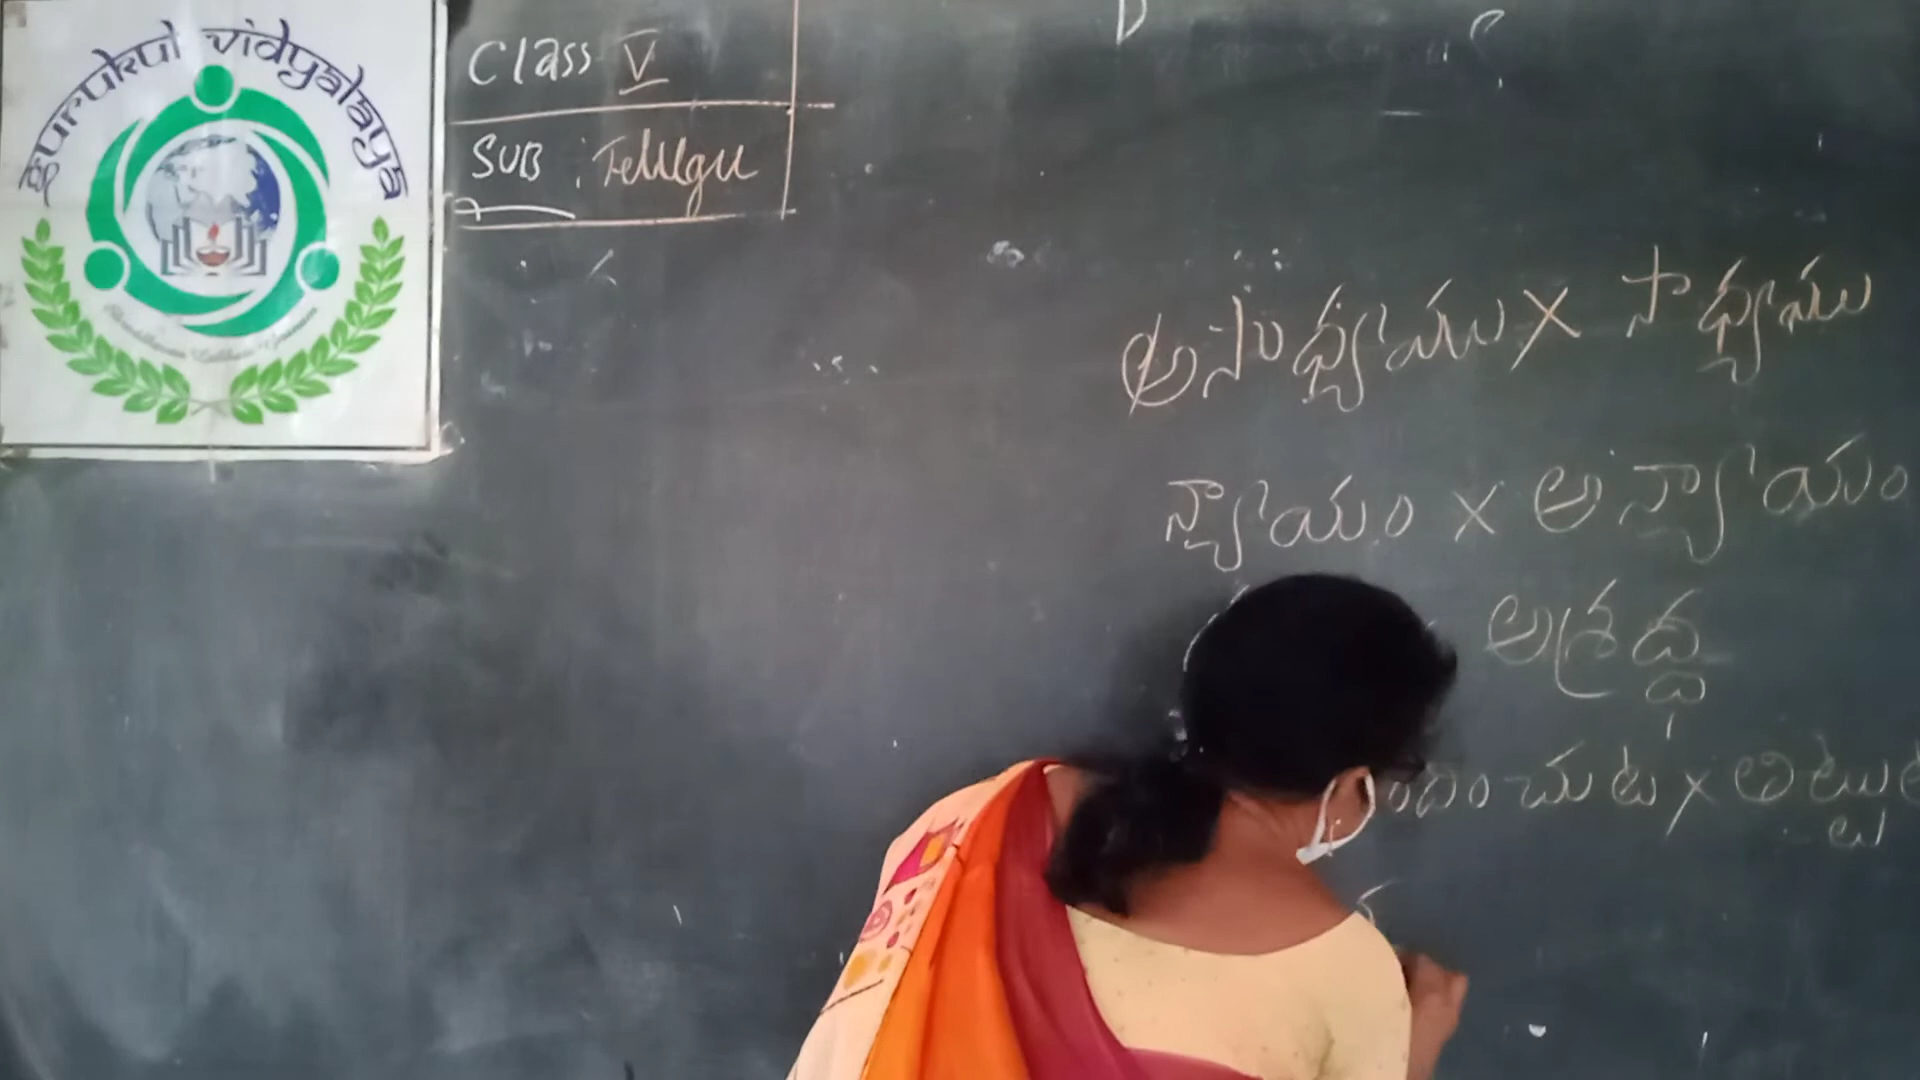 gurukul vidyalaya
Class V
SUB : Telugu
అసాధ్యము X సాధ్యము
న్యాయం X అన్యాయం
అశ్రద్ధ
ందించుట X తిట్టుట